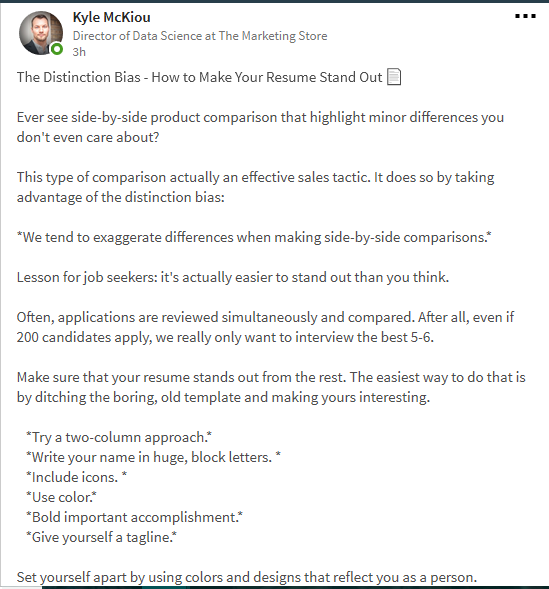 Kyle McKiou
Director of Data Science at The Marketing Store
3h
The Distinction Bias - How to Make Your Resume Stand Out
Ever see side-by-side product comparison that highlight minor differences you
don't even care about?
This type of comparison actually an effective sales tactic. It does so by taking
advantage of the distinction bias:
*We tend to exaggerate differences when making side-by-side comparisons.*
Lesson for job seekers: it's actually easier to stand out than you think.
Often, applications are reviewed simultaneously and compared. After all, even if
200 candidates apply, we really only want to interview the best 5-6.
Make sure that your resume stands out from the rest. The easiest way to do that is
by ditching the boring, old template and making yours interesting.
*Try a two-column approach.*
*Write your name in huge, block letters. *
*Include icons. *
*Use color.*
*Bold important accomplishment.*
*Give yourself a tagline.*
Set yourself apart by using colors and designs that reflect you as a person.